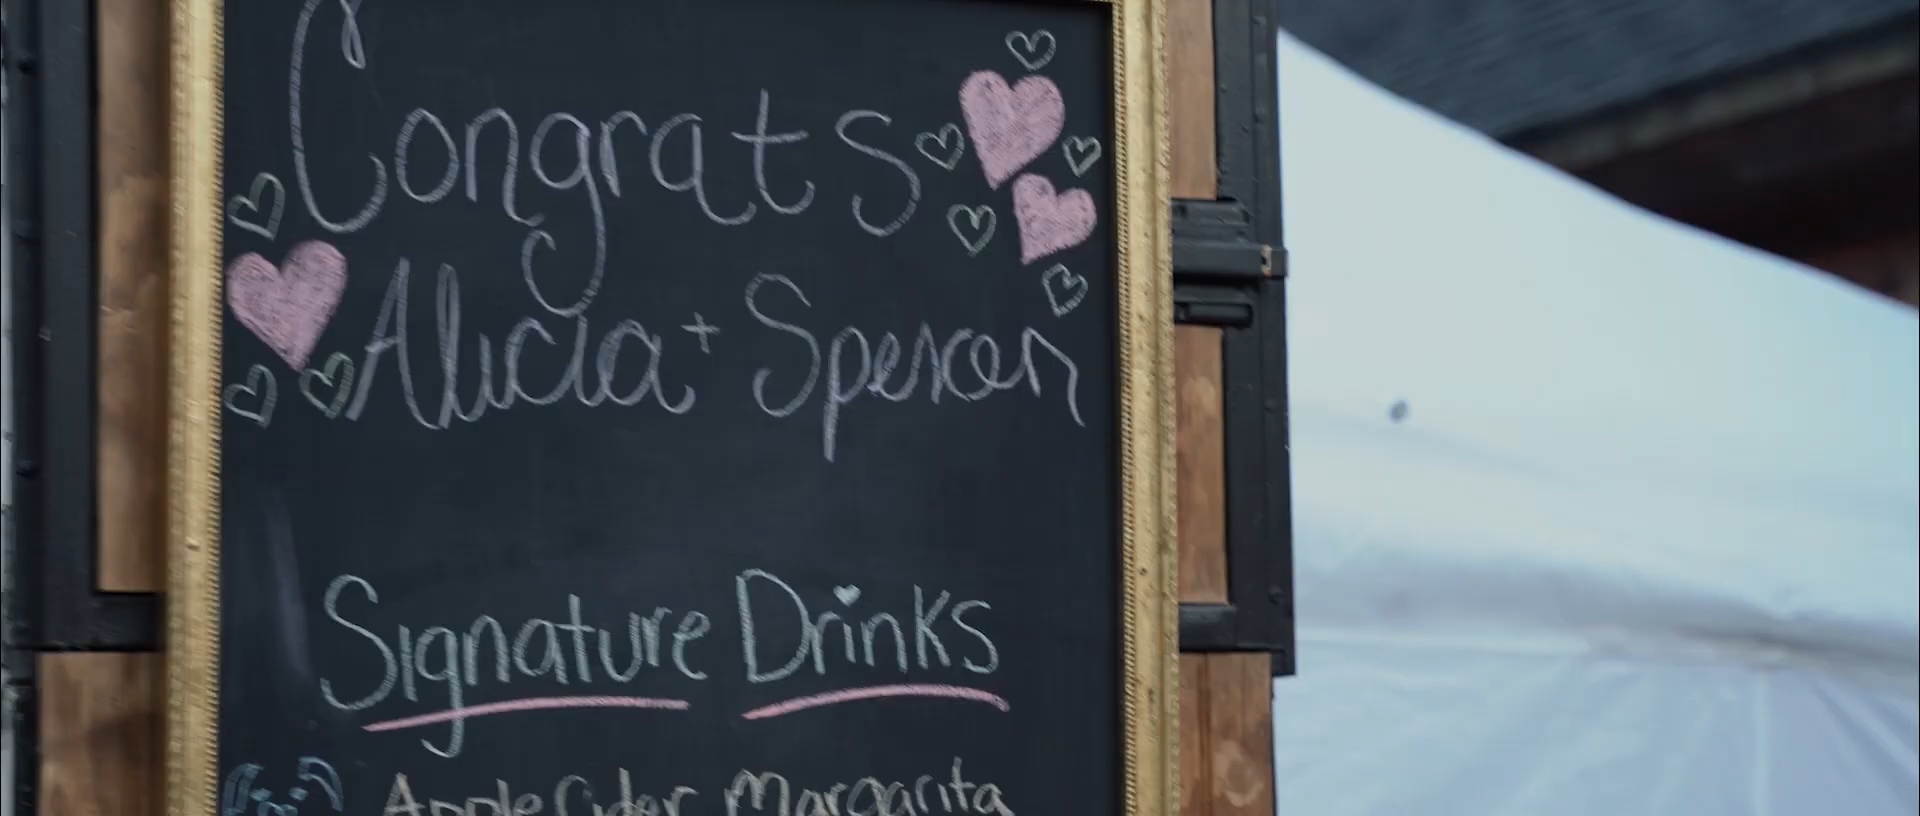 Congrats
Alicia + Spencer
Signature Drinks
Apple Cider Margarita